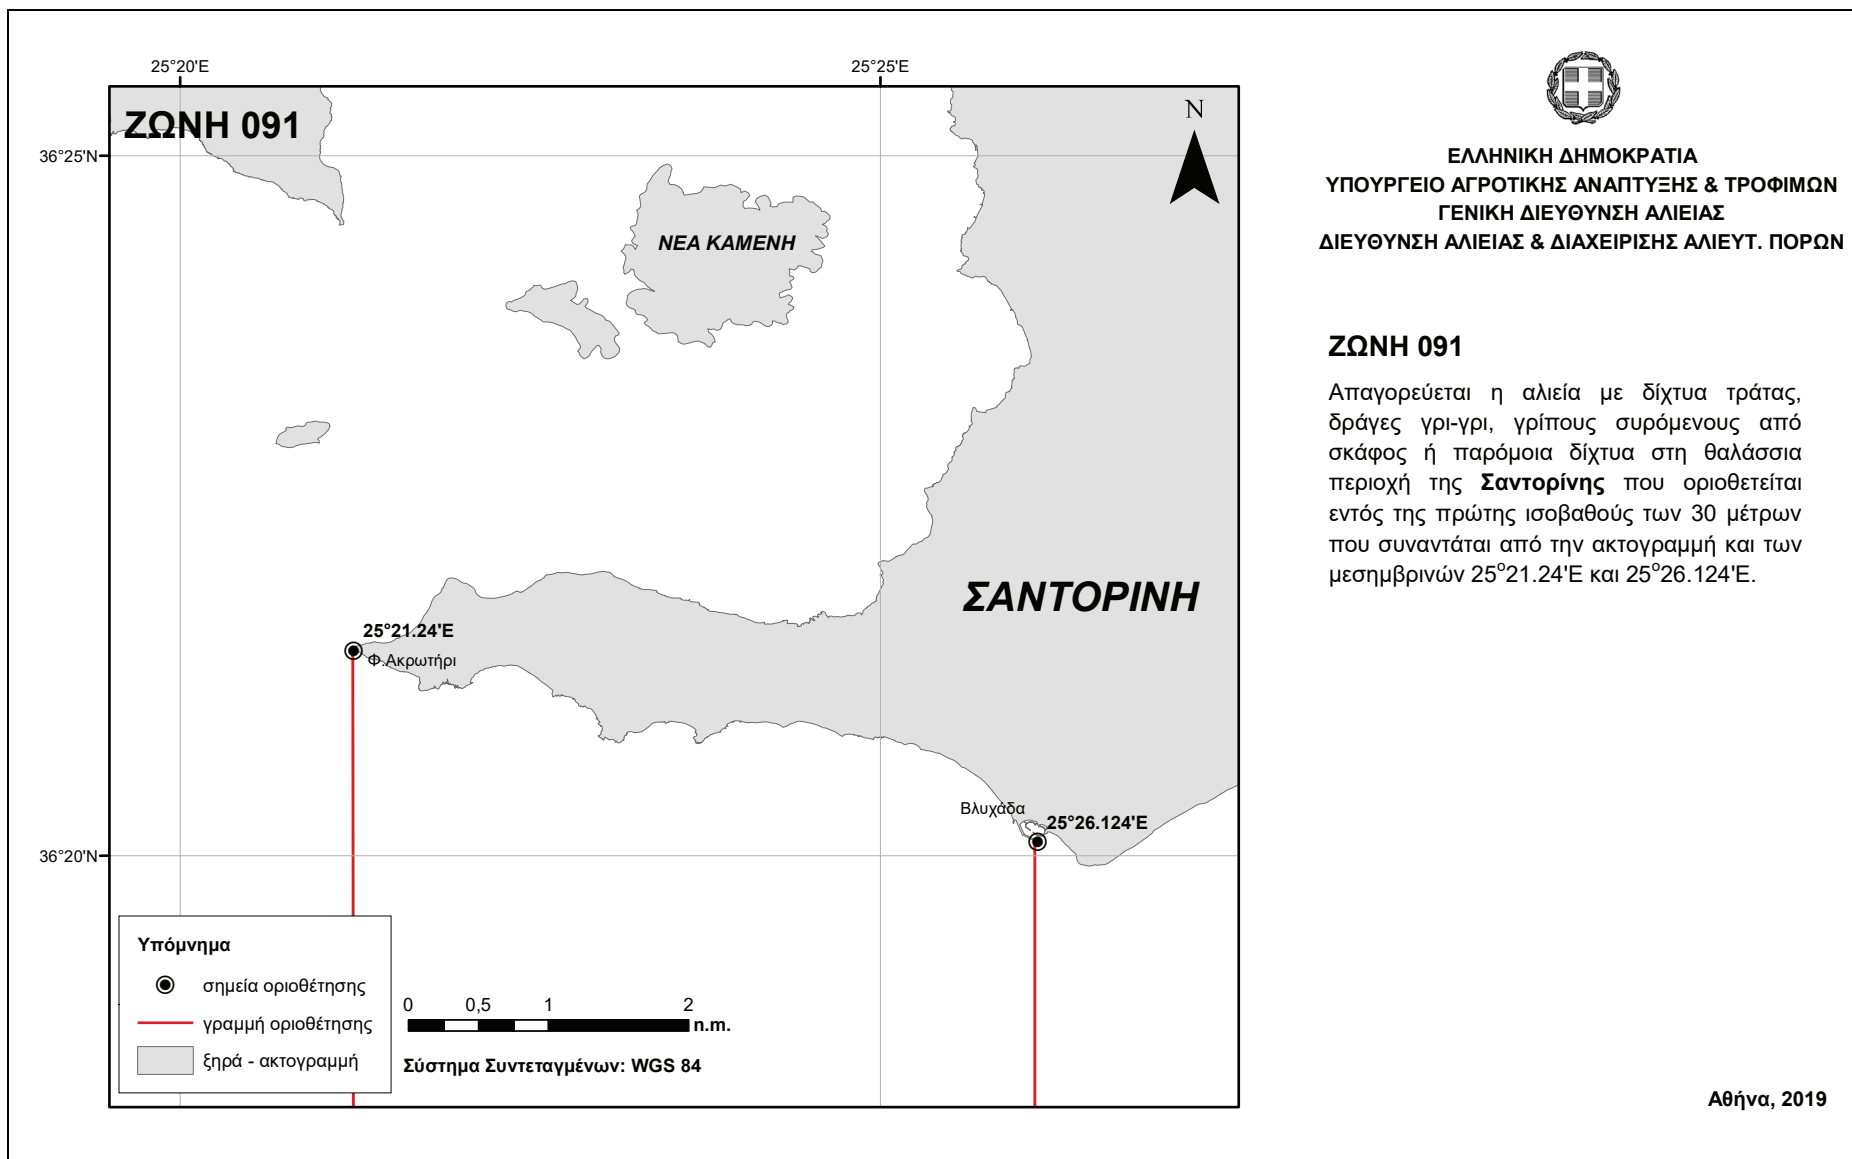 25°20'E
25°25'E
ΖΩΝΗ 091
N
36°25'N
ΝΕΑ ΚΑΜΕΝΗ
ΣΑΝΤΟΡΙΝΗ
25°21.24'E
Φ.Ακρωτήρι
Βλυχάδα
25°26.124'E
36°20'N
Υπόμνημα
σημεία οριοθέτησης
γραμμή οριοθέτησης
ξηρά - ακτογραμμή
0 0,5 1 2
n.m.
Σύστημα Συντεταγμένων: WGS 84
ΕΛΛΗΝΙΚΗ ΔΗΜΟΚΡΑΤΙΑ
ΥΠΟΥΡΓΕΙΟ ΑΓΡΟΤΙΚΗΣ ΑΝΑΠΤΥΞΗΣ & ΤΡΟΦΙΜΩΝ
ΓΕΝΙΚΗ ΔΙΕΥΘΥΝΣΗ ΑΛΙΕΙΑΣ
ΔΙΕΥΘΥΝΣΗ ΑΛΙΕΙΑΣ & ΔΙΑΧΕΙΡΙΣΗΣ ΑΛΙΕΥΤ. ΠΟΡΩΝ
ΖΩΝΗ 091
Απαγορεύεται η αλιεία με δίχτυα τράτας,
δράγες γρι-γρι, γρίπους συρόμενους από
σκάφος ή παρόμοια δίχτυα στη θαλάσσια
περιοχή της Σαντορίνης που οριοθετείται
εντός της πρώτης ισοβαθούς των 30 μέτρων
που συναντάται από την ακτογραμμή και των
μεσημβρινών 25°21.24'E και 25°26.124'E.
Αθήνα, 2019